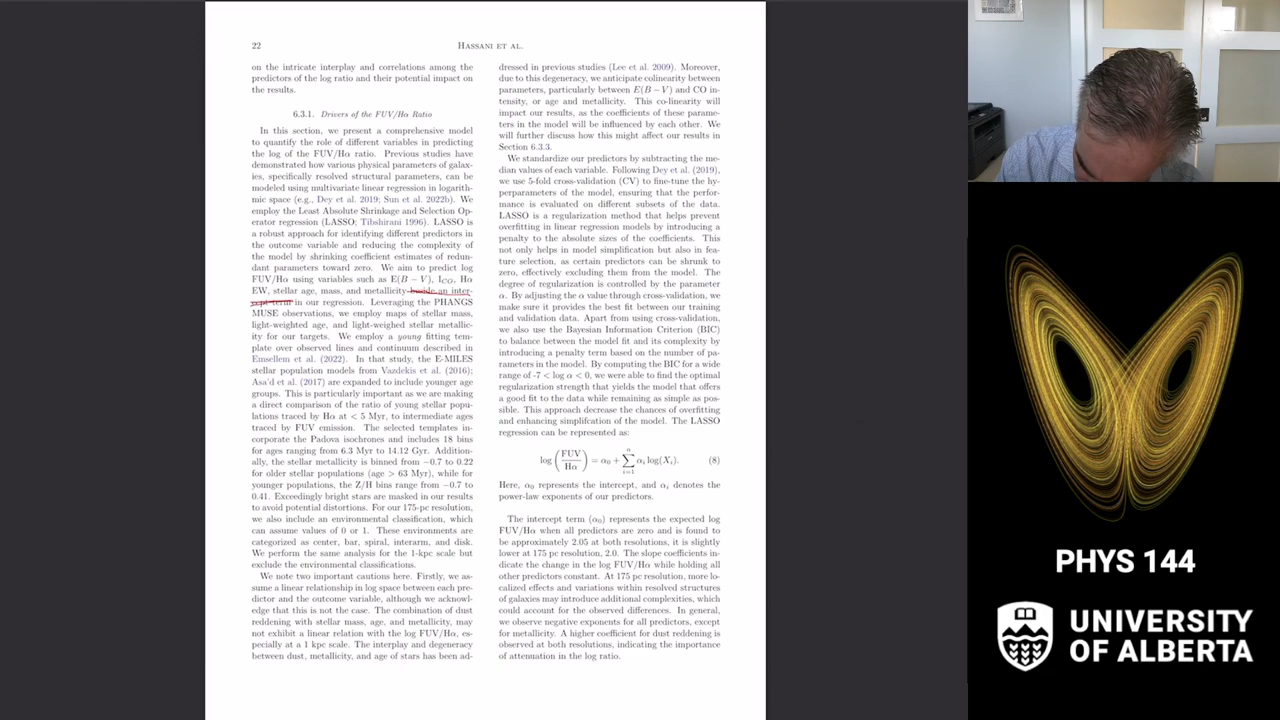 22
HASSANI ET AL.
on the intricate interplay and correlations among the
predictors of the log ratio and their potential impact on
the results.
6.3.1. Drivers of the FUV/Hα Ratio
In this section, we present a comprehensive model
to quantify the role of different variables in predicting
the log of the FUV/Hα ratio. Previous studies have
demonstrated how various physical parameters of galax-
ies, specifically resolved structural parameters, can be
modeled using multivariate linear regression in logarith-
mic space (e.g., Dey et al. 2019; Sun et al. 2022b). We
employ the Least Absolute Shrinkage and Selection Op-
erator regression (LASSO; Tibshirani 1996). LASSO is
a robust approach for identifying different predictors in
the outcome variable and reducing the complexity of
the model by shrinking coefficient estimates of redun-
dant parameters toward zero. We aim to predict log
FUV/Hα using variables such as E(B − V), I_CO, Hα
EW, stellar age, mass, and metallicity beside an inter-
cept term in our regression. Leveraging the PHANGS
MUSE observations, we employ maps of stellar mass,
light-weighted age, and light-weighed stellar metallic-
ity for our targets. We employ a young fitting tem-
plate over observed lines and continuum described in
Emsellem et al. (2022). In that study, the E-MILES
stellar population models from Vazdekis et al. (2016);
Asa'd et al. (2017) are expanded to include younger age
groups. This is particularly important as we are making
a direct comparison of the ratio of young stellar popu-
lations traced by Hα at < 5 Myr, to intermediate ages
traced by FUV emission. The selected templates in-
corporate the Padova isochrones and includes 18 bins
for ages ranging from 6.3 Myr to 14.12 Gyr. Addition-
ally, the stellar metallicity is binned from −0.7 to 0.22
for older stellar populations (age > 63 Myr), while for
younger populations, the Z/H bins range from −0.7 to
0.41. Exceedingly bright stars are masked in our results
to avoid potential distortions. For our 175-pc resolution,
we also include an environmental classification, which
can assume values of 0 or 1. These environments are
categorized as center, bar, spiral, interarm, and disk.
We perform the same analysis for the 1-kpc scale but
exclude the environmental classifications.
We note two important cautions here. Firstly, we as-
sume a linear relationship in log space between each pre-
dictor and the outcome variable, although we acknowl-
edge that this is not the case. The combination of dust
reddening with stellar mass, age, and metallicity, may
not exhibit a linear relation with the log FUV/Hα, es-
pecially at a 1 kpc scale. The interplay and degeneracy
between dust, metallicity, and age of stars has been ad-
dressed in previous studies (Lee et al. 2009). Moreover,
due to this degeneracy, we anticipate colinearity between
parameters, particularly between E(B − V) and CO in-
tensity, or age and metallicity. This co-linearity will
impact our results, as the coefficients of these parame-
ters in the model will be influenced by each other. We
will further discuss how this might affect our results in
Section 6.3.3.
We standardize our predictors by subtracting the me-
dian values of each variable. Following Dey et al. (2019),
we use 5-fold cross-validation (CV) to fine-tune the hy-
perparameters of the model, ensuring that the perfor-
mance is evaluated on different subsets of the data.
LASSO is a regularization method that helps prevent
overfitting in linear regression models by introducing a
penalty to the absolute sizes of the coefficients. This
not only helps in model simplification but also in fea-
ture selection, as certain predictors can be shrunk to
zero, effectively excluding them from the model. The
degree of regularization is controlled by the parameter
α. By adjusting the α value through cross-validation, we
make sure it provides the best fit between our training
and validation data. Apart from using cross-validation,
we also use the Bayesian Information Criterion (BIC)
to balance between the model fit and its complexity by
introducing a penalty term based on the number of pa-
rameters in the model. By computing the BIC for a wide
range of -7 < log α < 0, we were able to find the optimal
regularization strength that yields the model that offers
a good fit to the data while remaining as simple as pos-
sible. This approach decrease the chances of overfitting
and enhancing simplifcation of the model. The LASSO
regression can be represented as:
log (FUV/Hα) = α₀ + ∑ⁿᵢ₌₁ αᵢ log(Xᵢ). (8)
Here, α₀ represents the intercept, and αᵢ denotes the
power-law exponents of our predictors.
The intercept term (α₀) represents the expected log
FUV/Hα when all predictors are zero and is found to
be approximately 2.05 at both resolutions, it is slightly
lower at 175 pc resolution, 2.0. The slope coefficients in-
dicate the change in the log FUV/Hα while holding all
other predictors constant. At 175 pc resolution, more lo-
calized effects and variations within resolved structures
of galaxies may introduce additional complexities, which
could account for the observed differences. In general,
we observe negative exponents for all predictors, except
for metallicity. A higher coefficient for dust reddening is
observed at both resolutions, indicating the importance
of attenuation in the log ratio.
PHYS 144
UNIVERSITY
OF ALBERTA